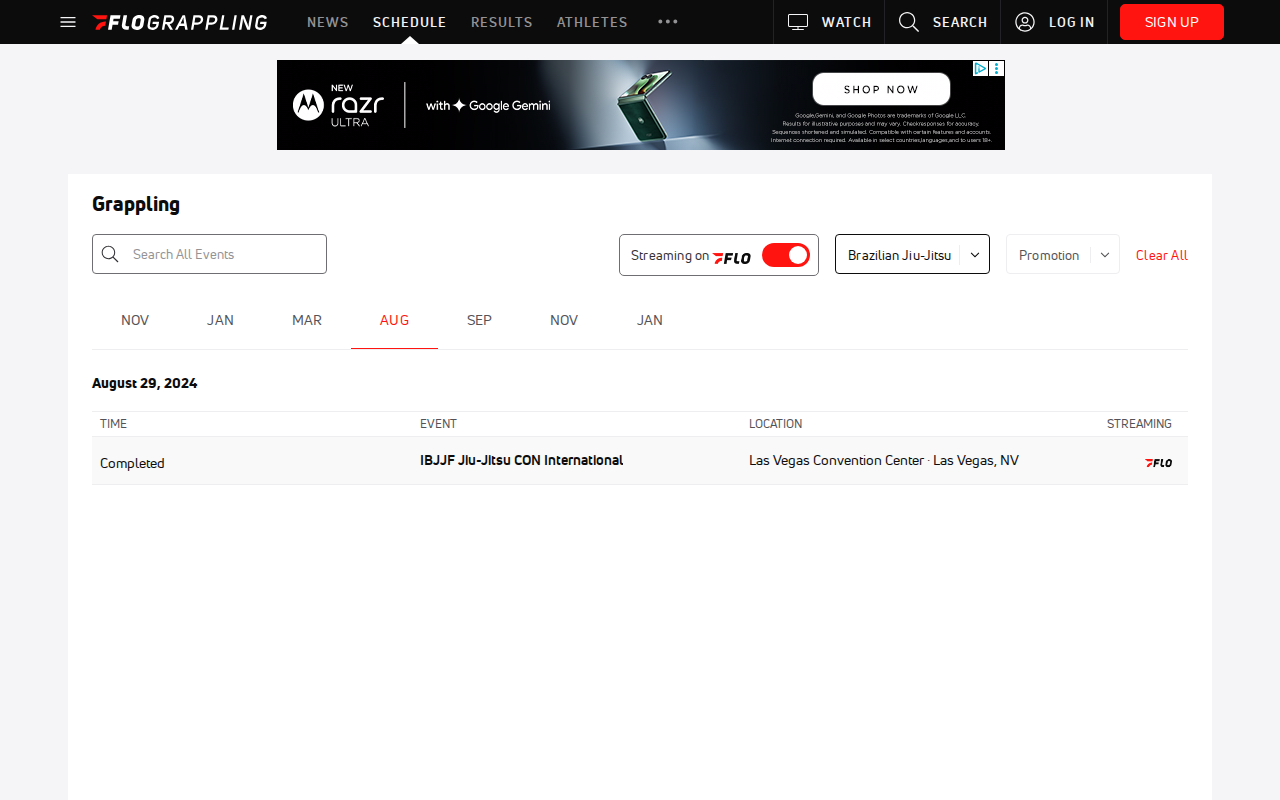 FLOGRAPPLING NEWS SCHEDULE RESULTS ATHLETES ••• WATCH SEARCH LOG IN SIGN UP
NEW
razr
ULTRA
with Google Gemini
SHOP NOW
Google,Gemini, and Google Photos are trademarks of Google LLC.
Results for illustrative purposes and may vary. Checkresponses for accuracy.
Sequences shortened and simulated. Compatible with certain features and accounts.
Internet connection required. Available in select countries,languages,and to users 18+.
Grappling
Search All Events
Streaming on FLO
Brazilian Jiu-Jitsu
Promotion
Clear All
NOV JAN MAR AUG SEP NOV JAN
August 29, 2024
TIME EVENT LOCATION STREAMING
Completed IBJJF Jiu-Jitsu CON International Las Vegas Convention Center · Las Vegas, NV FLO